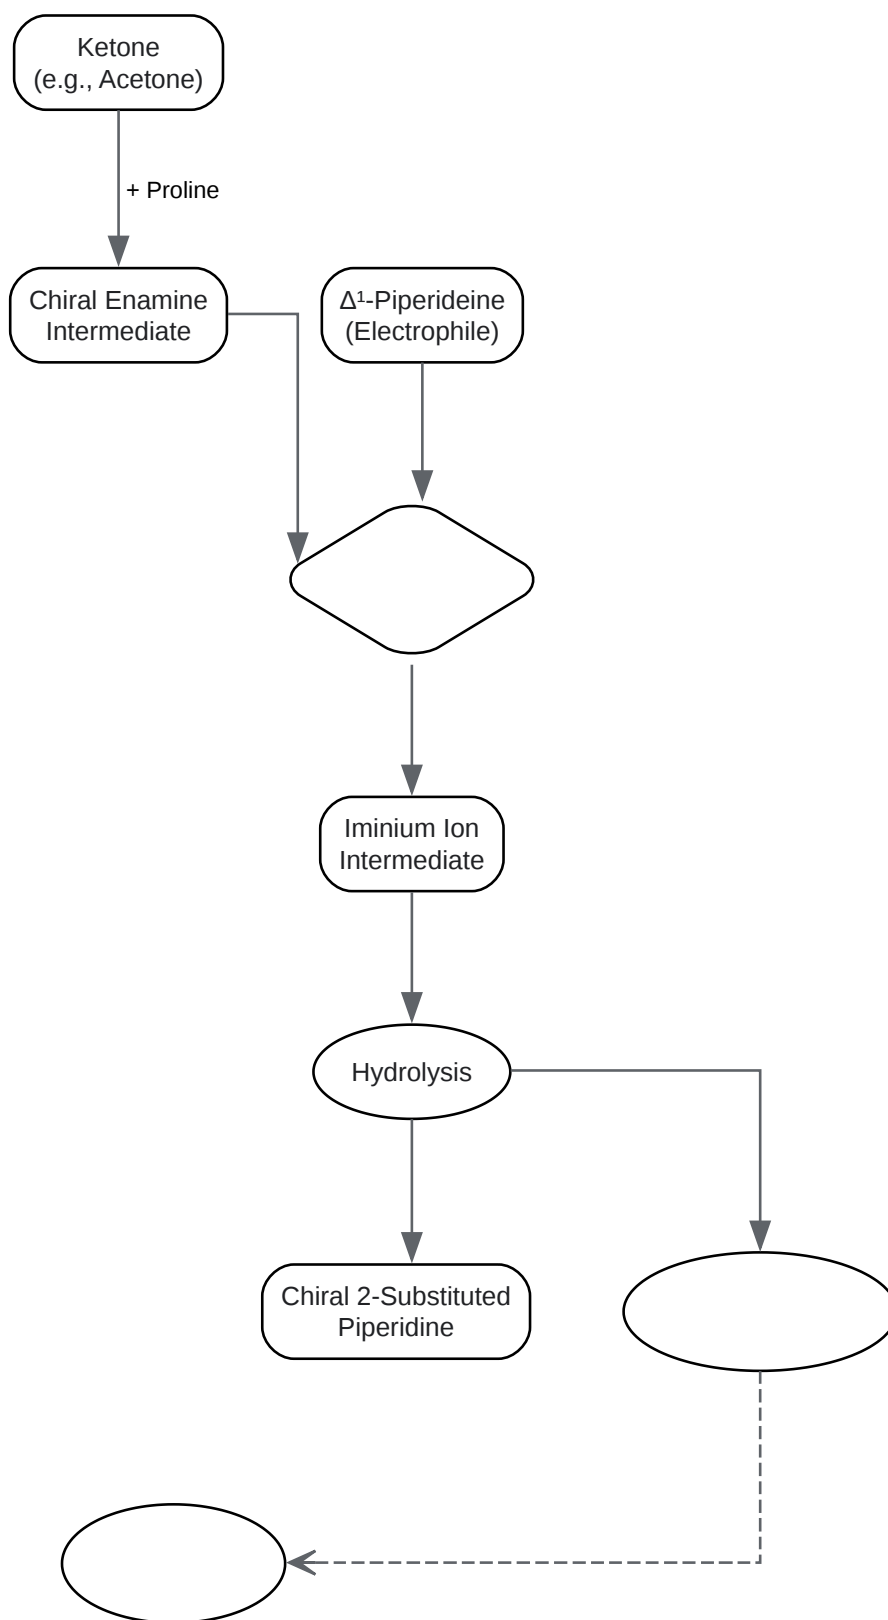 Ketone
(e.g., Acetone)
+ Proline
Chiral Enamine
Intermediate
Δ¹-Piperideine
(Electrophile)
Iminium Ion
Intermediate
Hydrolysis
Chiral 2-Substituted
Piperidine